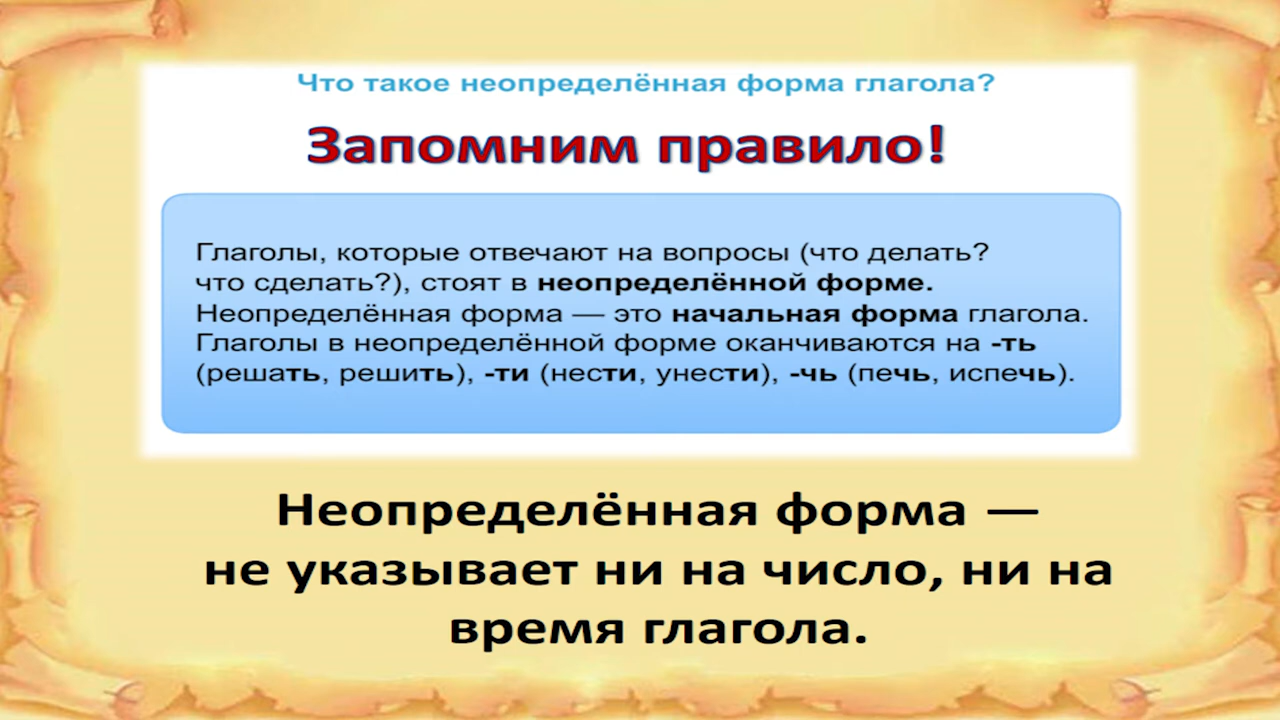 Что такое неопределённая форма глагола?
Запомним правило!
Глаголы, которые отвечают на вопросы (что делать?
что сделать?), стоят в неопределённой форме.
Неопределённая форма — это начальная форма глагола.
Глаголы в неопределённой форме оканчиваются на -ть
(решать, решить), -ти (нести, унести), -чь (печь, испечь).
Неопределённая форма —
не указывает ни на число, ни на
время глагола.